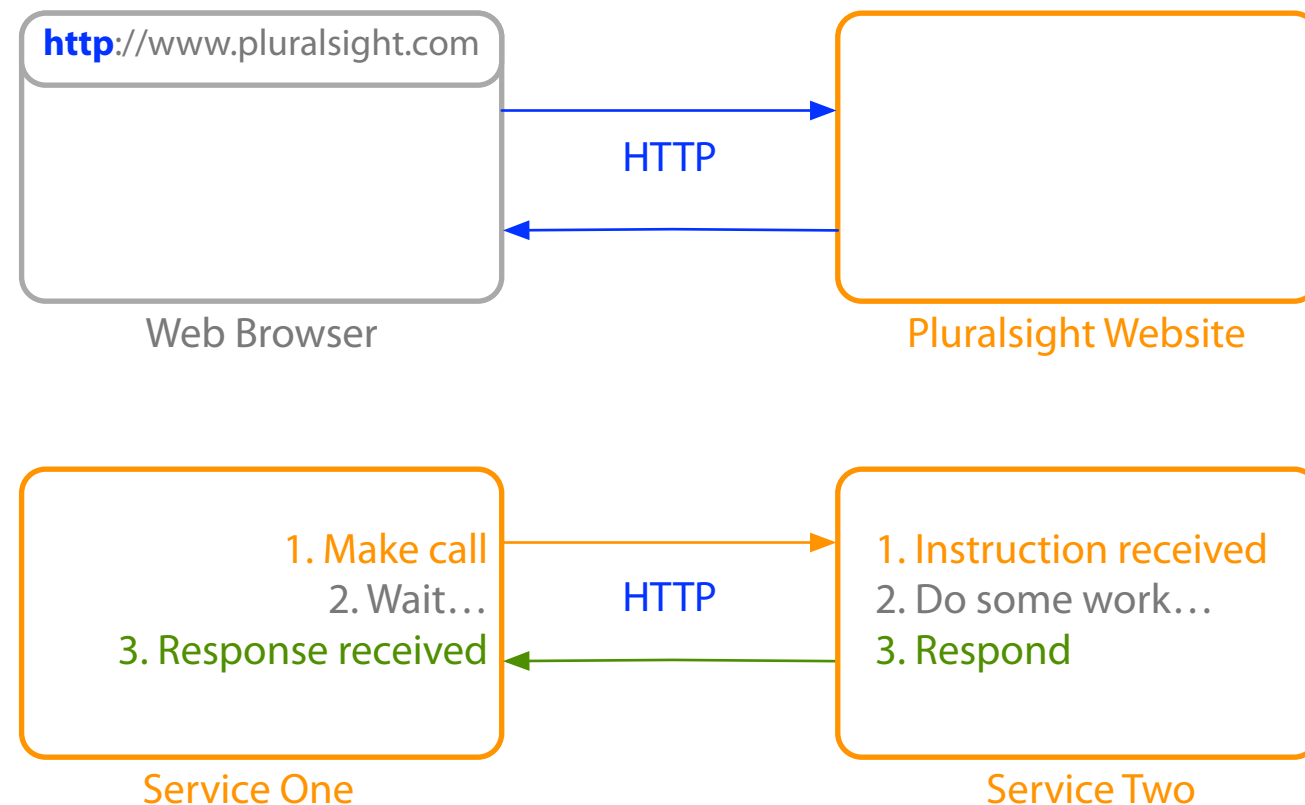 http://www.pluralsight.com
HTTP
Web Browser
Pluralsight Website
1. Make call
2. Wait…
3. Response received
HTTP
1. Instruction received
2. Do some work…
3. Respond
Service One
Service Two